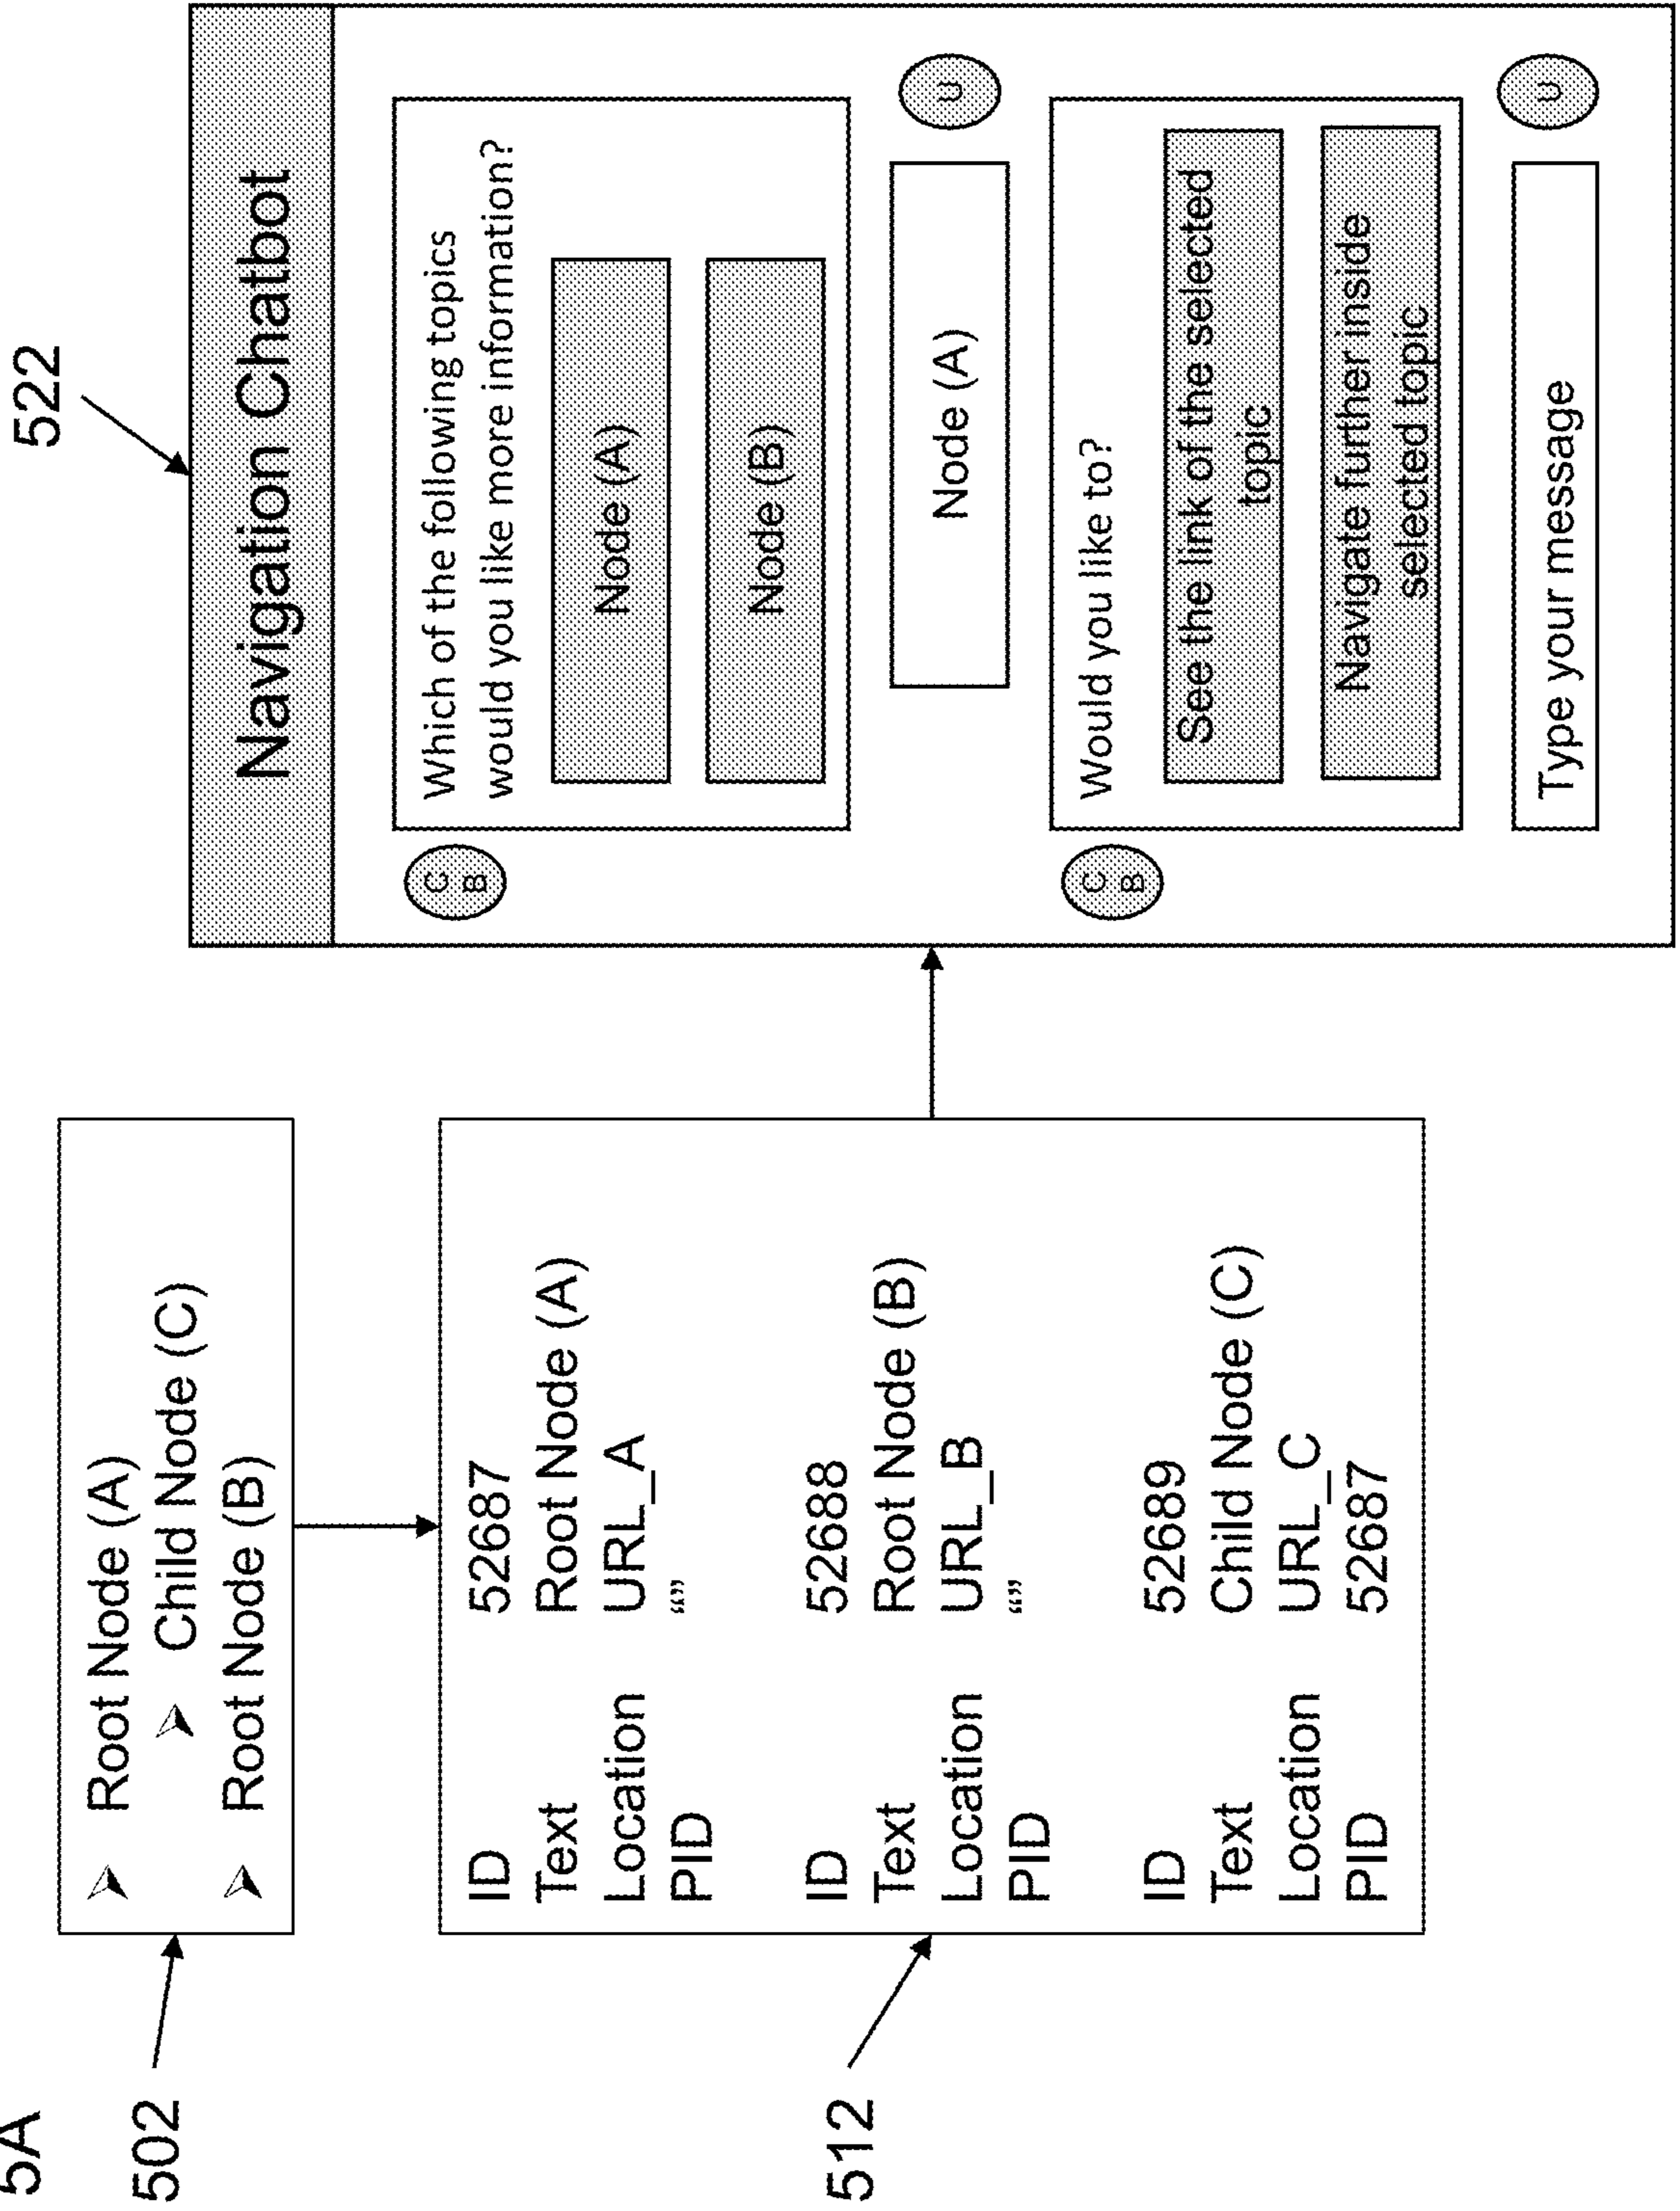 5A
502
Root Node (A)
Child Node (C)
Root Node (B)
512
ID 52687
Text Root Node (A)
Location URL_A
PID “”
ID 52688
Text Root Node (B)
Location URL_B
PID “”
ID 52689
Text Child Node (C)
Location URL_C
PID 52687
522
Navigation Chatbot
C
B
Which of the following topics
would you like more information?
Node (A)
Node (B)
Node (A)
U
C
B
Would you like to?
See the link of the selected
topic
Navigate further inside
selected topic
Type your message
U